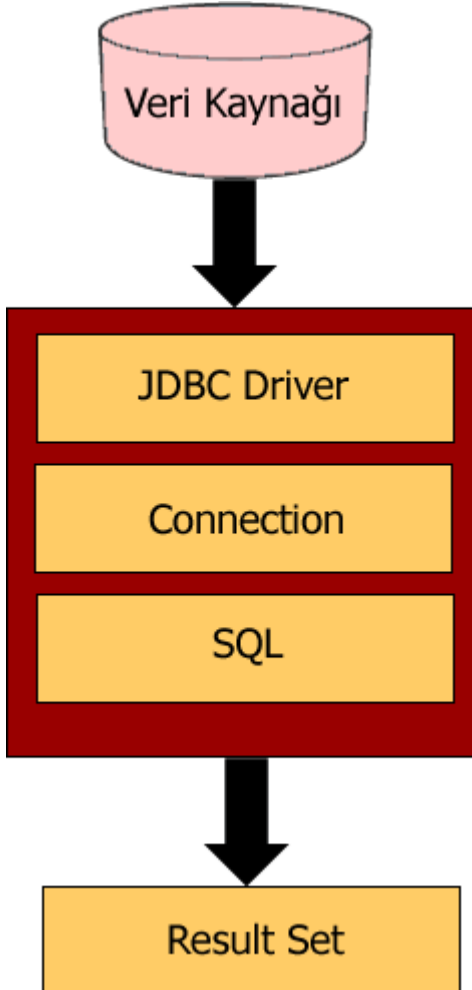 Veri Kaynağı
JDBC Driver
Connection
SQL
Result Set